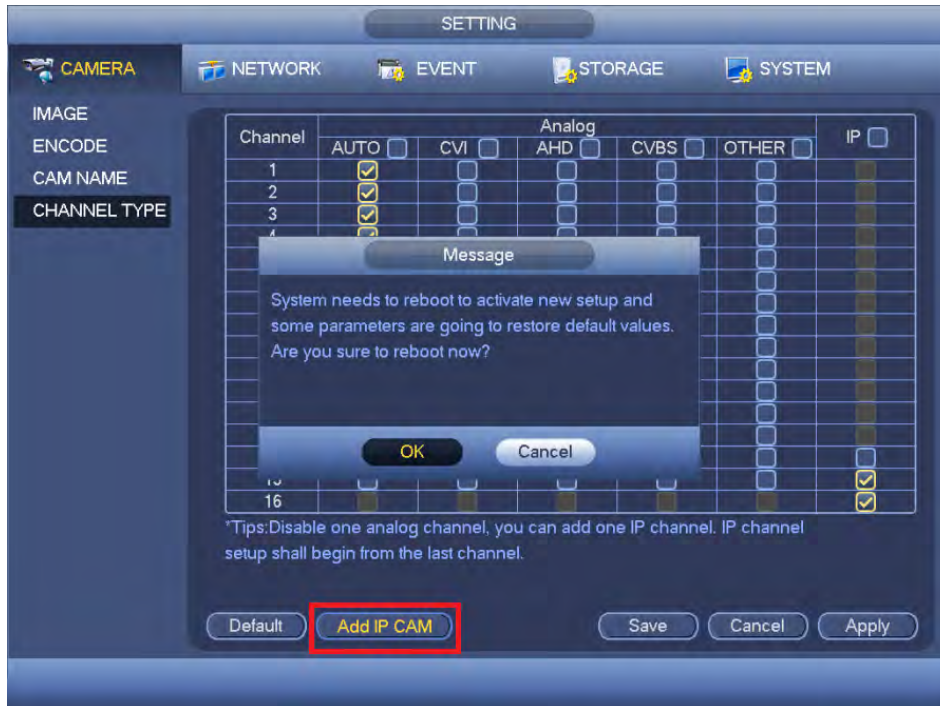 SETTING
CAMERA NETWORK EVENT STORAGE SYSTEM
IMAGE
ENCODE
CAM NAME
CHANNEL TYPE
Channel Analog IP
AUTO CVI AHD CVBS OTHER
1
2
3
Message
System needs to reboot to activate new setup and
some parameters are going to restore default values.
Are you sure to reboot now?
OK Cancel
16
*Tips:Disable one analog channel, you can add one IP channel. IP channel
setup shall begin from the last channel.
Default Add IP CAM Save Cancel Apply